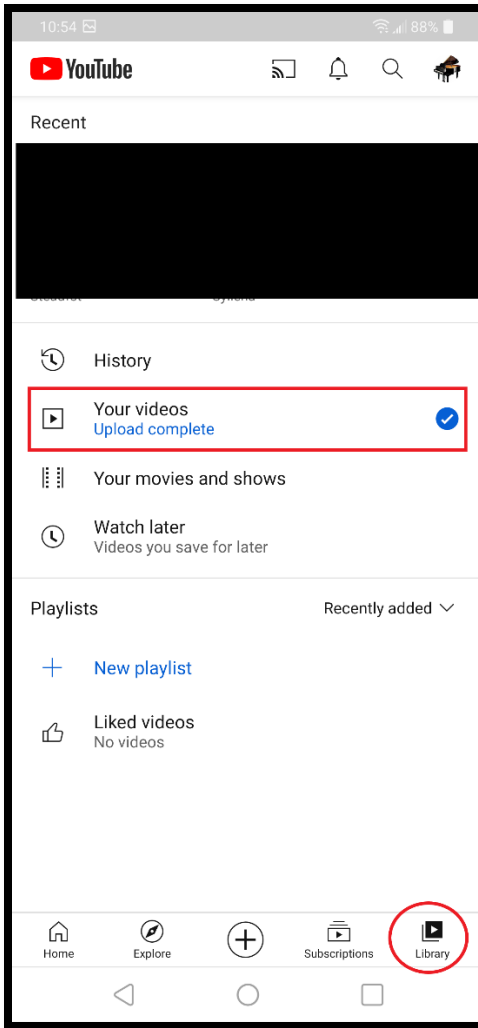 10:54 88%
YouTube
Recent
History
Your videos
Upload complete
Your movies and shows
Watch later
Videos you save for later
Playlists Recently added
New playlist
Liked videos
No videos
Home Explore Subscriptions Library